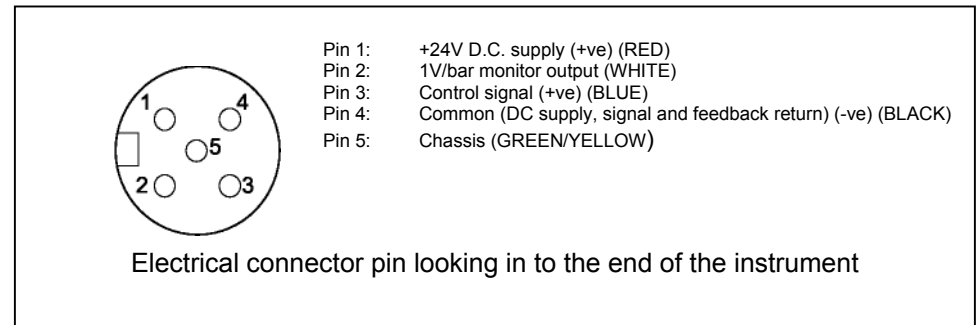 Pin 1: +24V D.C. supply (+ve) (RED)
Pin 2: 1V/bar monitor output (WHITE)
Pin 3: Control signal (+ve) (BLUE)
Pin 4: Common (DC supply, signal and feedback return) (-ve) (BLACK)
Pin 5: Chassis (GREEN/YELLOW)
1 4
5
2 3
Electrical connector pin looking in to the end of the instrument